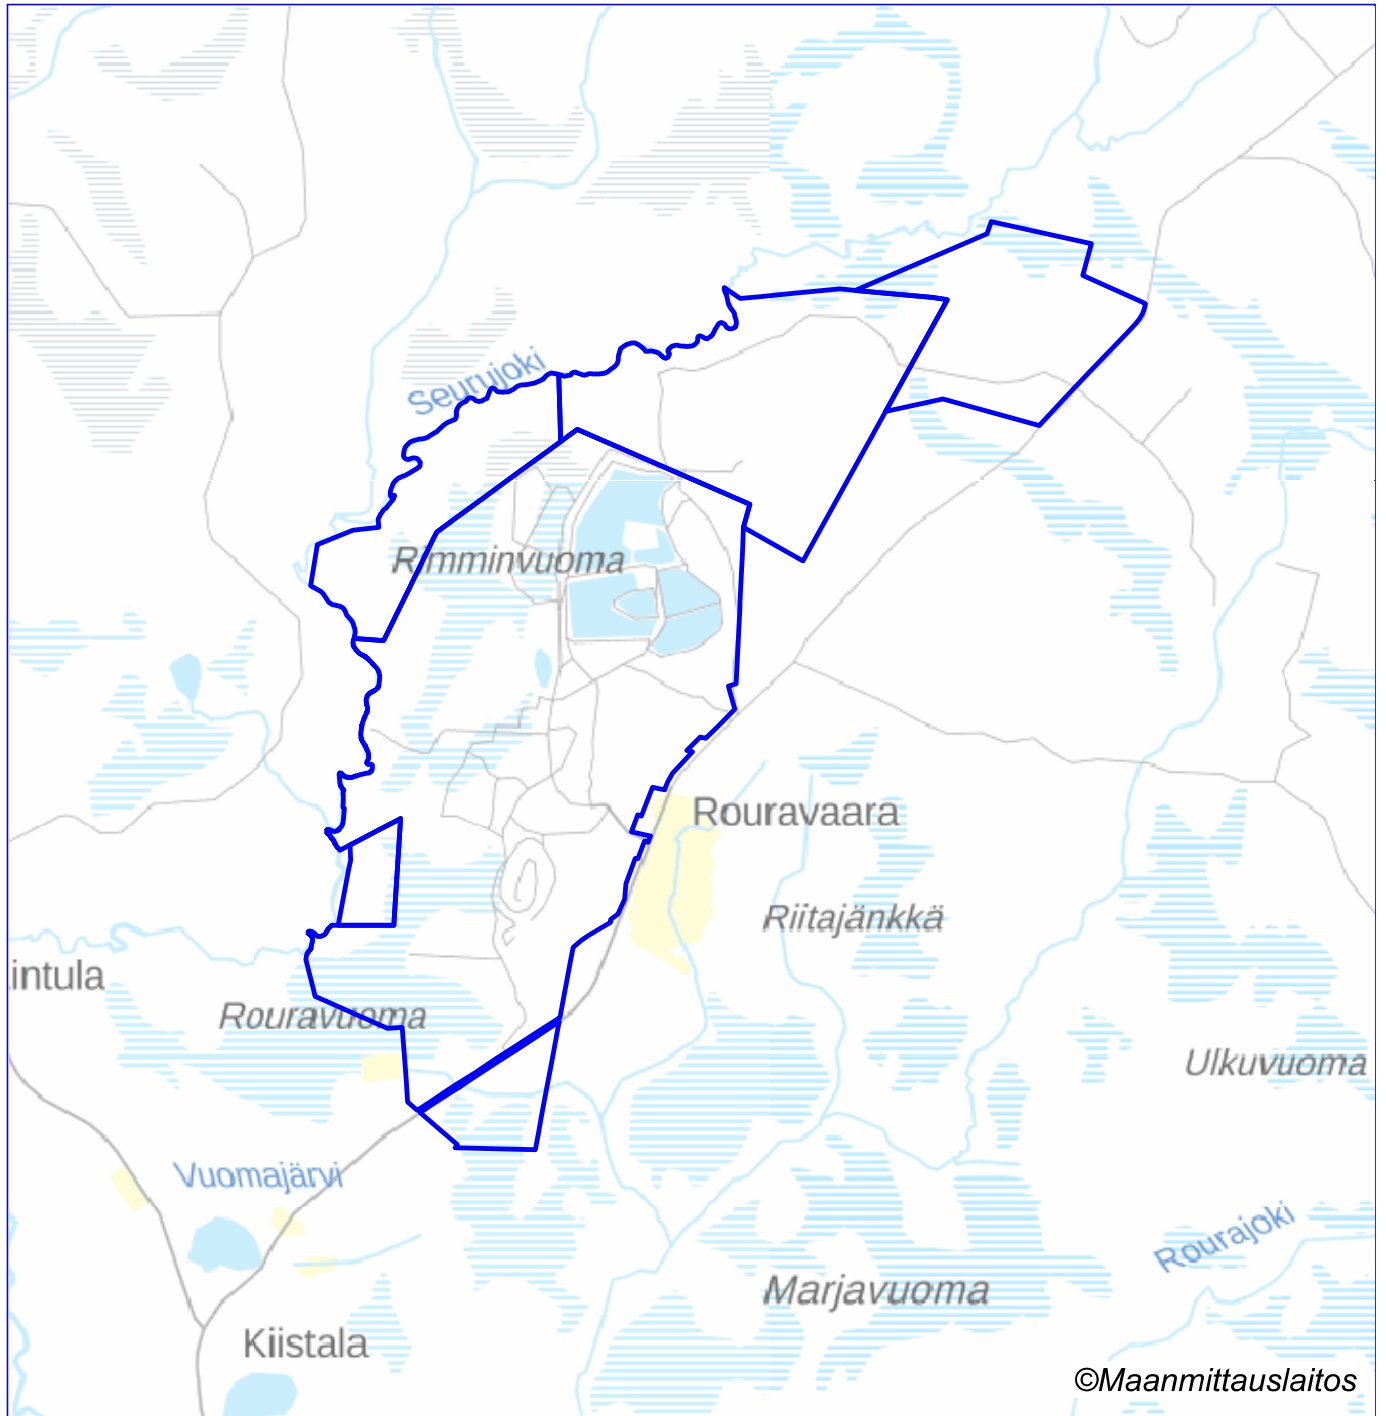 Seurujoki
Rimminvuoma
Rouravaara
Riitajänkkä
intula
Rouravuoma
Ulkuvuoma
Vuomajärvi
Rourajoki
Marjavuoma
Kiistala
©Maanmittauslaitos